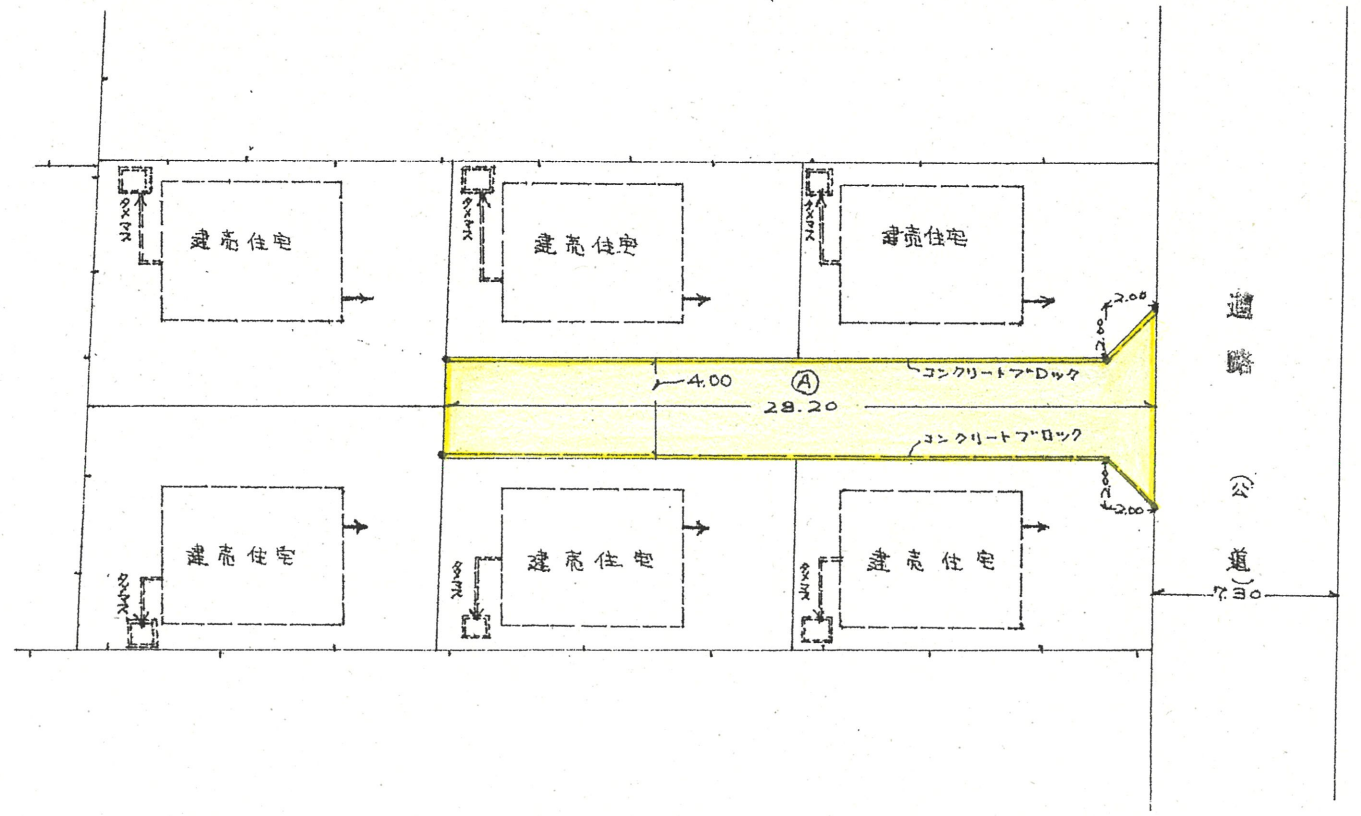 建売住宅
タメマス
建売住宅
タメマス
建売住宅
タメマス
2.00
2.00
コンクリートブロック
4.00
A
28.20
コンクリートブロック
2.00
2.00
建売住宅
タメマス
建売住宅
タメマス
建売住宅
タメマス
道路(公道)
7.30